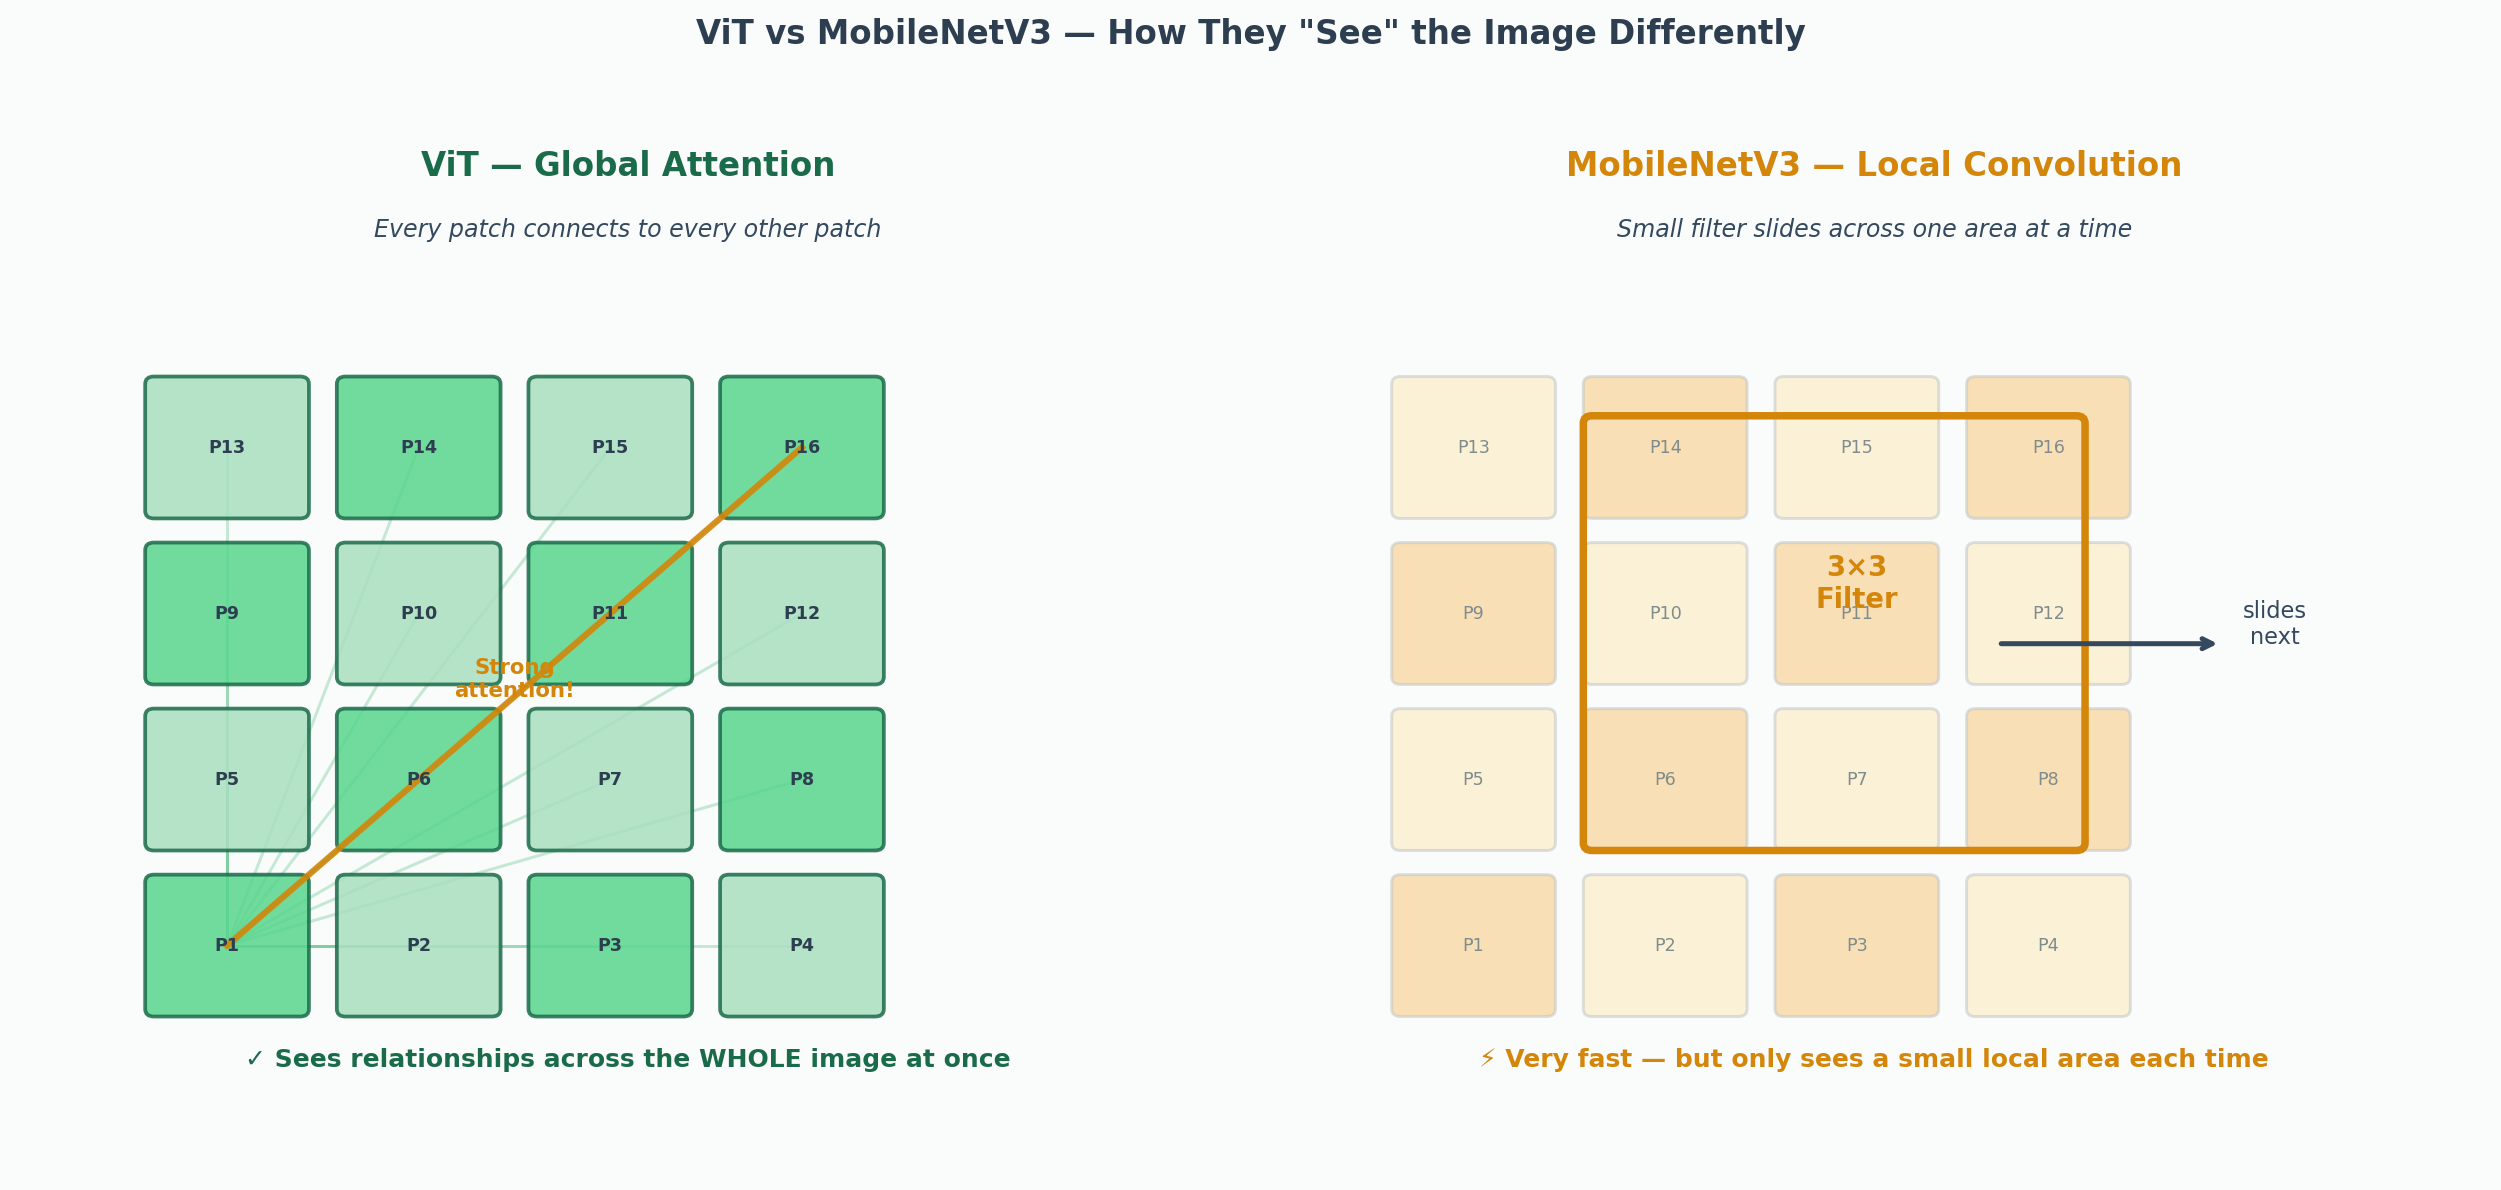 ViT vs MobileNetV3 — How They "See" the Image Differently
ViT — Global Attention
Every patch connects to every other patch
P13 P14 P15 P16
P9 P10 P11 P12
Strong
attention!
P5 P6 P7 P8
P1 P2 P3 P4
✓ Sees relationships across the WHOLE image at once
MobileNetV3 — Local Convolution
Small filter slides across one area at a time
P13 P14 P15 P16
3×3
Filter
P9 P10 P11 P12
slides
next
P5 P6 P7 P8
P1 P2 P3 P4
⚡ Very fast — but only sees a small local area each time